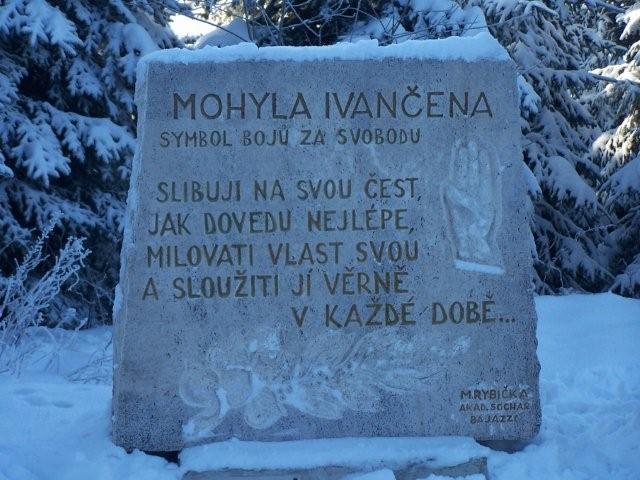 MOHYLA IVANČENA
SYMBOL BOJŮ ZA SVOBODU
SLIBUJI NA SVOU ČEST,
JAK DOVEDU NEJLÉPE,
MILOVATI VLAST SVOU
A SLOUŽITI JÍ VĚRNĚ
V KAŽDÉ DOBĚ...
M.RYBIČKA
AKAD. SOCHAŘ
BAJAZZO